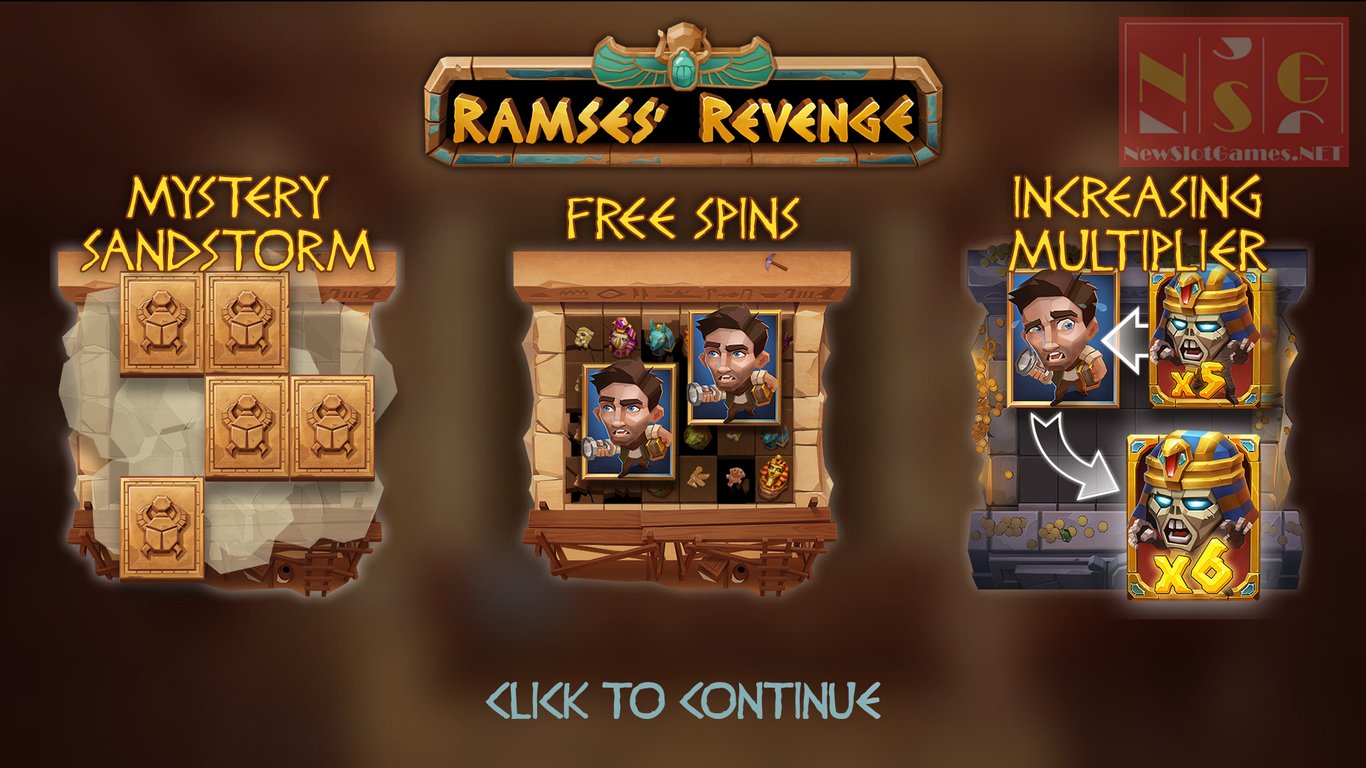 RAMSES' REVENGE
NSG
NEWSLOTGAMES.NET
MYSTERY
SANDSTORM
FREE SPINS
INCREASING
MULTIPLIER
x5
x6
CLICK TO CONTINUE